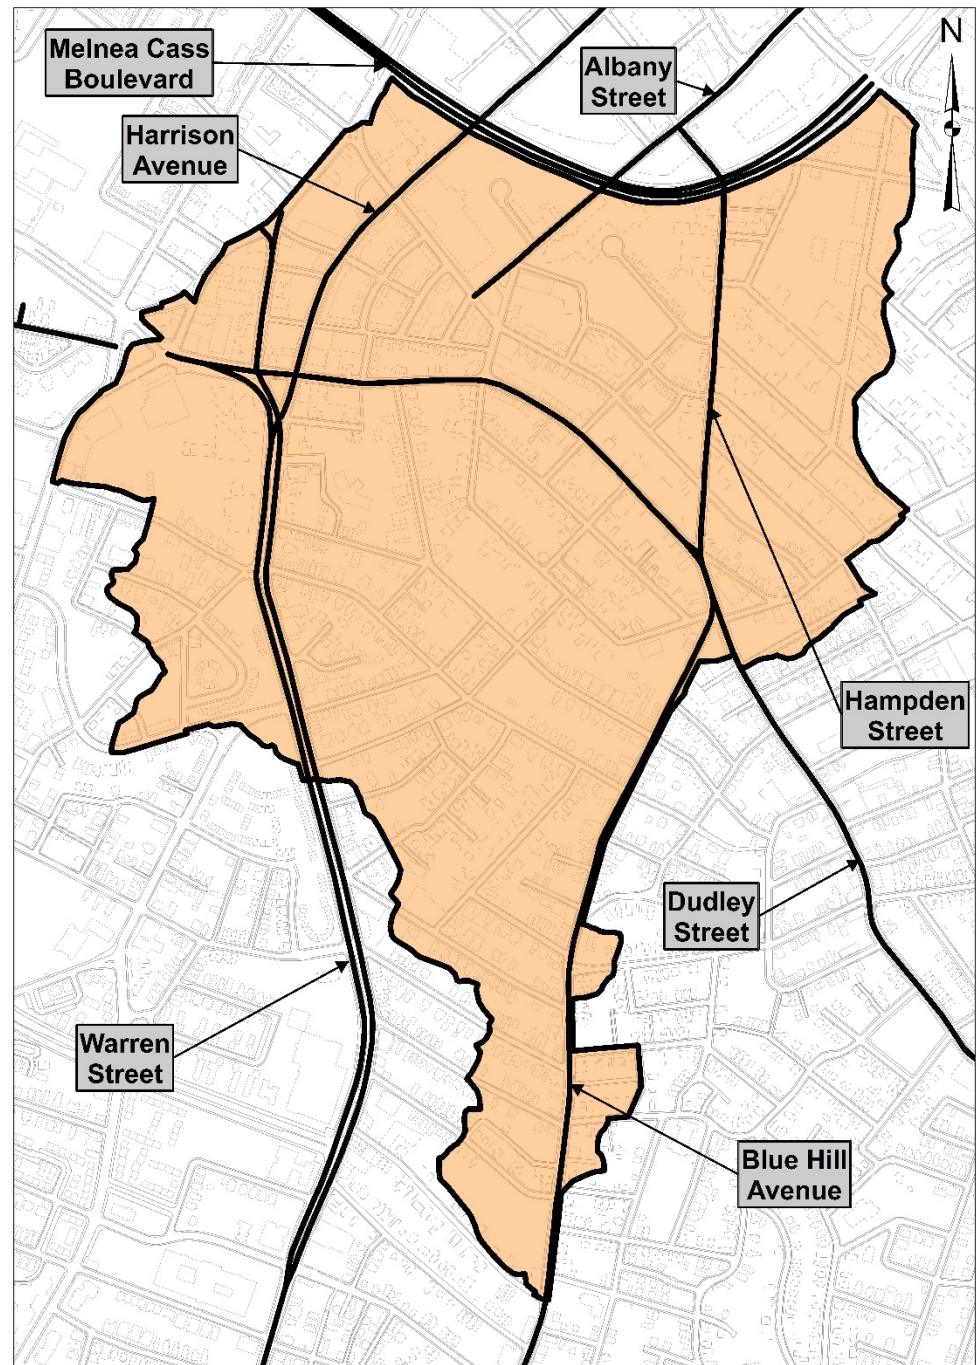 Melnea Cass
Boulevard
Albany
Street
N
Harrison
Avenue
Hampden
Street
Dudley
Street
Warren
Street
Blue Hill
Avenue